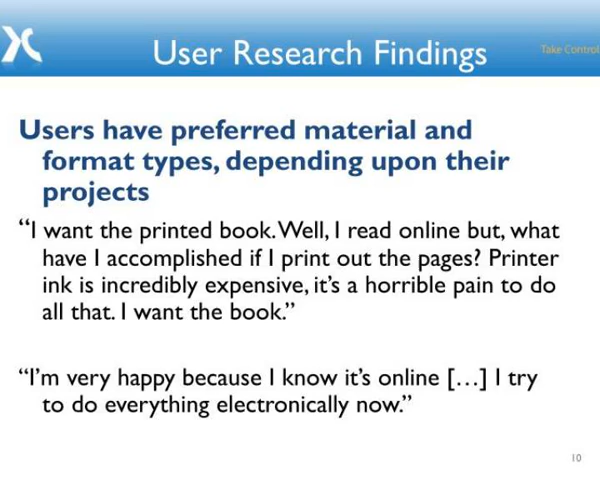 User Research Findings
Take Control
Users have preferred material and
format types, depending upon their
projects
“I want the printed book. Well, I read online but, what
have I accomplished if I print out the pages? Printer
ink is incredibly expensive, it’s a horrible pain to do
all that. I want the book.”
“I’m very happy because I know it’s online […] I try
to do everything electronically now.”
10